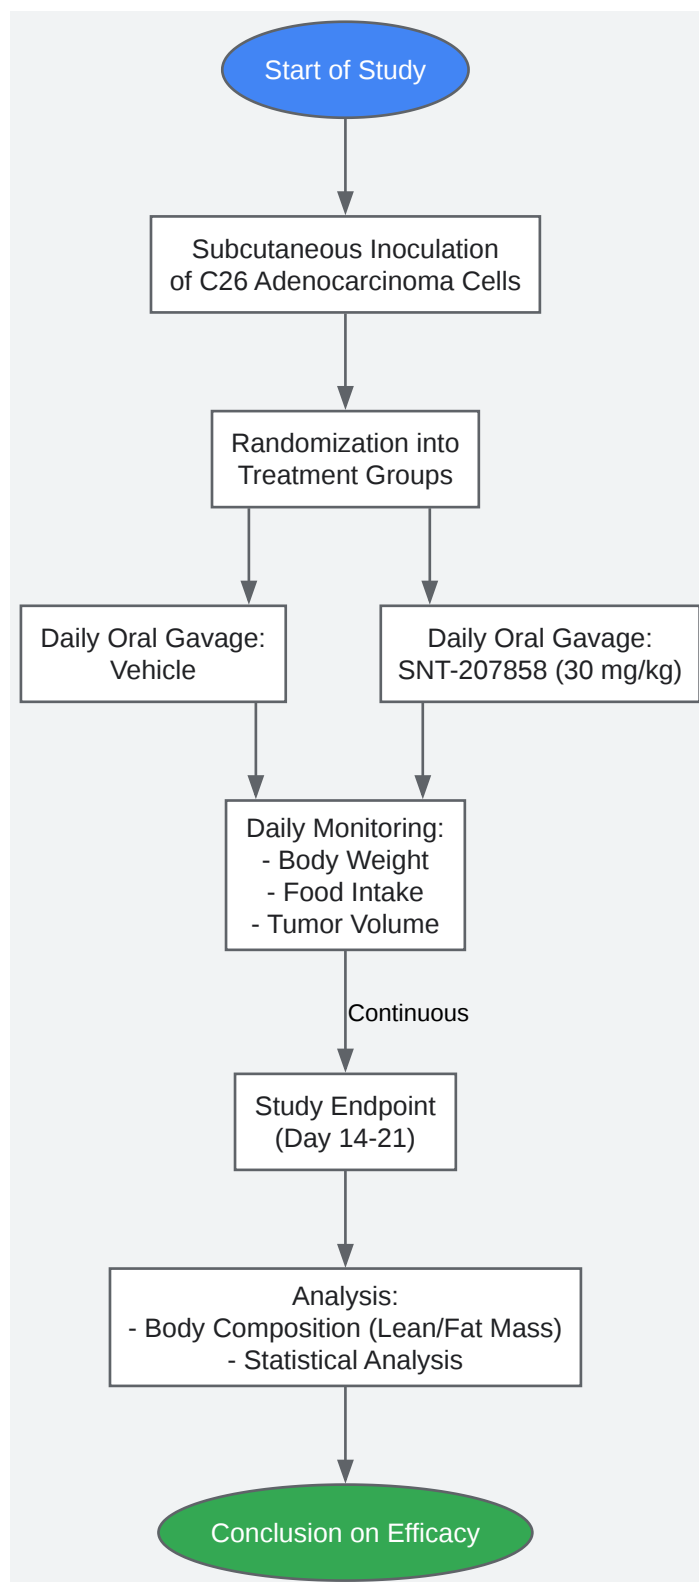 Start of Study
Subcutaneous Inoculation
of C26 Adenocarcinoma Cells
Randomization into
Treatment Groups
Daily Oral Gavage:
Vehicle
Daily Oral Gavage:
SNT-207858 (30 mg/kg)
Daily Monitoring:
- Body Weight
- Food Intake
- Tumor Volume
Continuous
Study Endpoint
(Day 14-21)
Analysis:
- Body Composition (Lean/Fat Mass)
- Statistical Analysis
Conclusion on Efficacy